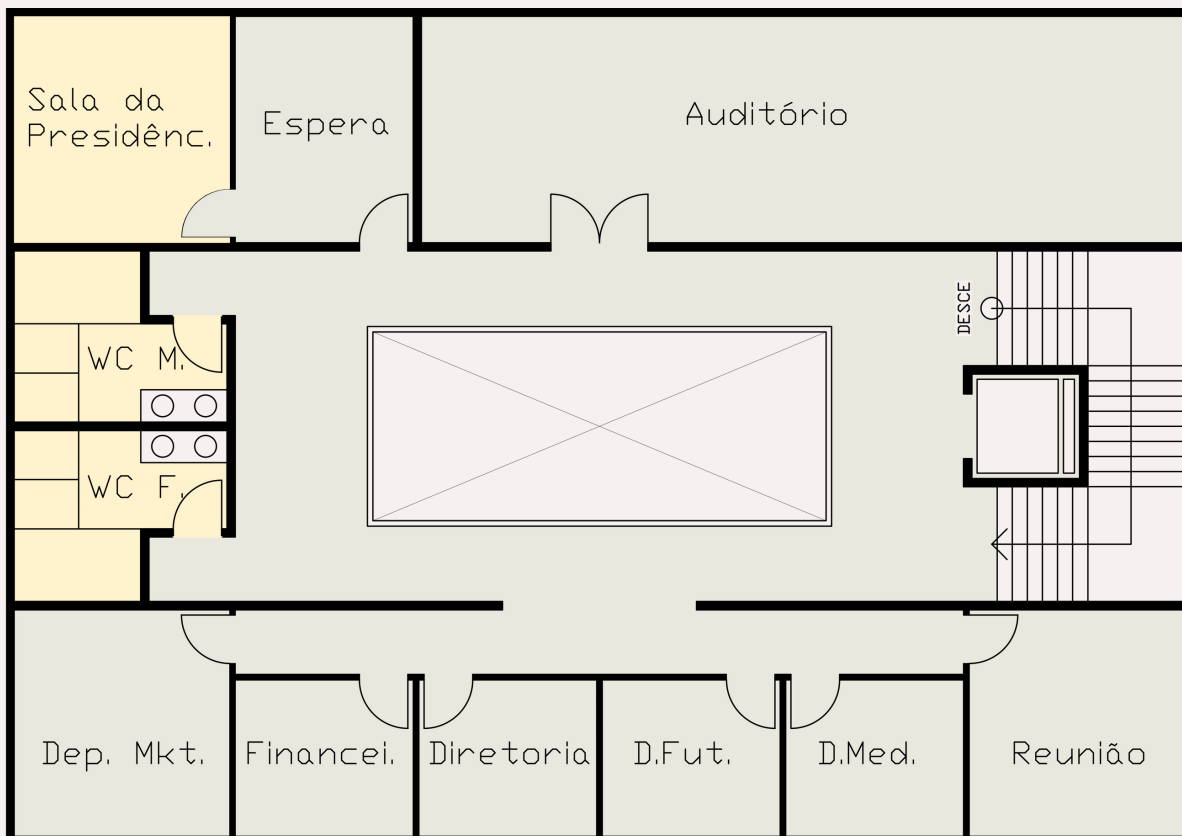 Sala da
Presidênc.
Espera
Auditório
DESCE
WC M.
WC F.
Dep. Mkt.
Financei.
Diretoria
D.Fut.
D.Med.
Reunião